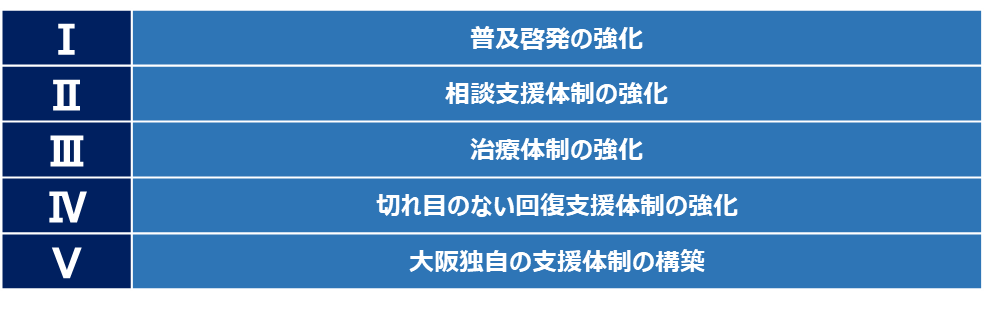 Ⅰ 普及啓発の強化
Ⅱ 相談支援体制の強化
Ⅲ 治療体制の強化
Ⅳ 切れ目のない回復支援体制の強化
Ⅴ 大阪独自の支援体制の構築